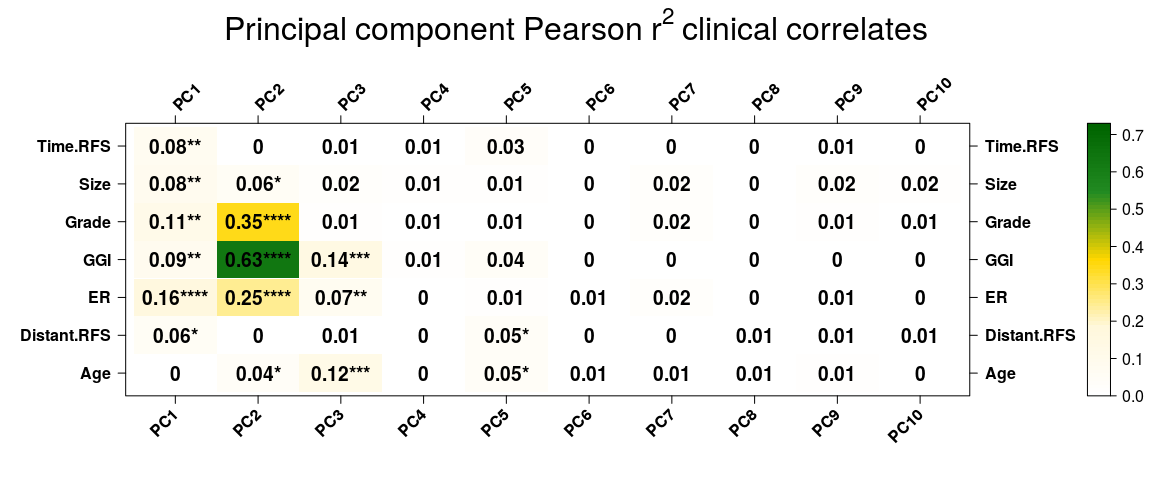 Principal component Pearson r² clinical correlates
PC1 PC2 PC3 PC4 PC5 PC6 PC7 PC8 PC9 PC10
Time.RFS 0.08** 0 0.01 0.01 0.03 0 0 0 0.01 0 Time.RFS 0.7
Size 0.08** 0.06* 0.02 0.01 0.01 0 0.02 0 0.02 0.02 Size 0.6
Grade 0.11** 0.35**** 0.01 0.01 0.01 0 0.02 0 0.01 0.01 Grade 0.5
GGI 0.09** 0.63**** 0.14*** 0.01 0.04 0 0 0 0 0 GGI 0.4
ER 0.16**** 0.25**** 0.07** 0 0.01 0.01 0.02 0 0.01 0 ER 0.3
0.2
Distant.RFS 0.06* 0 0.01 0 0.05* 0 0 0.01 0.01 0.01 Distant.RFS 0.1
Age 0 0.04* 0.12*** 0 0.05* 0.01 0.01 0.01 0.01 0 Age 0.0
PC1 PC2 PC3 PC4 PC5 PC6 PC7 PC8 PC9 PC10